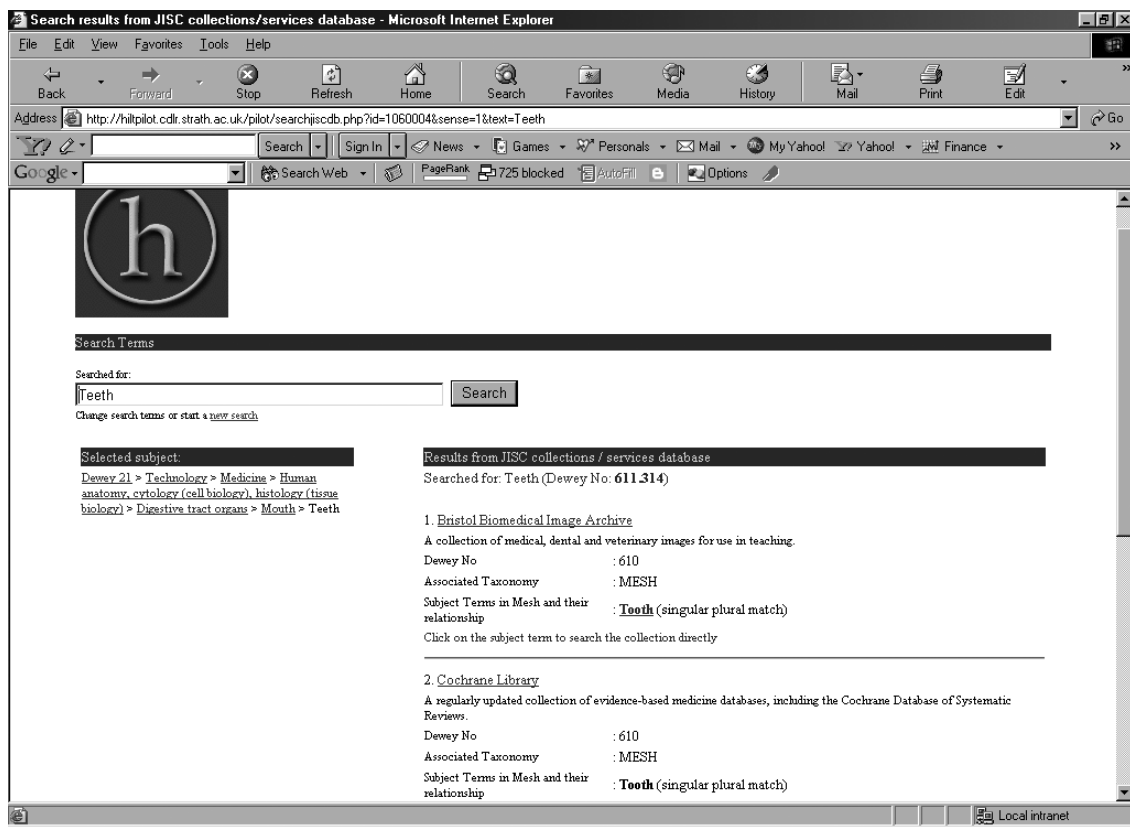 Search results from JISC collections/services database - Microsoft Internet Explorer
File Edit View Favorites Tools Help
Back Forward Stop Refresh Home Search Favorites Media History Mail Print Edit »
Address http://hiltpilot.cdlr.strath.ac.uk/pilot/searchjiscdb.php?id=1060004&sense=1&text=Teeth Go
Y! Search Sign In News Games Personals Mail My Yahoo! Yahoo! Finance »
Google Search Web PageRank 725 blocked AutoFill Options
h
Search Terms
Searched for:
Teeth Search
Change search terms or start a new search
Selected subject:
Dewey 21 > Technology > Medicine > Human
anatomy, cytology (cell biology), histology (tissue
biology) > Digestive tract organs > Mouth > Teeth
Results from JISC collections / services database
Searched for: Teeth (Dewey No: 611.314)
1. Bristol Biomedical Image Archive
A collection of medical, dental and veterinary images for use in teaching.
Dewey No : 610
Associated Taxonomy : MESH
Subject Terms in Mesh and their
relationship : Tooth (singular plural match)
Click on the subject term to search the collection directly
2. Cochrane Library
A regularly updated collection of evidence-based medicine databases, including the Cochrane Database of Systematic
Reviews.
Dewey No : 610
Associated Taxonomy : MESH
Subject Terms in Mesh and their
relationship : Tooth (singular plural match)
Local intranet